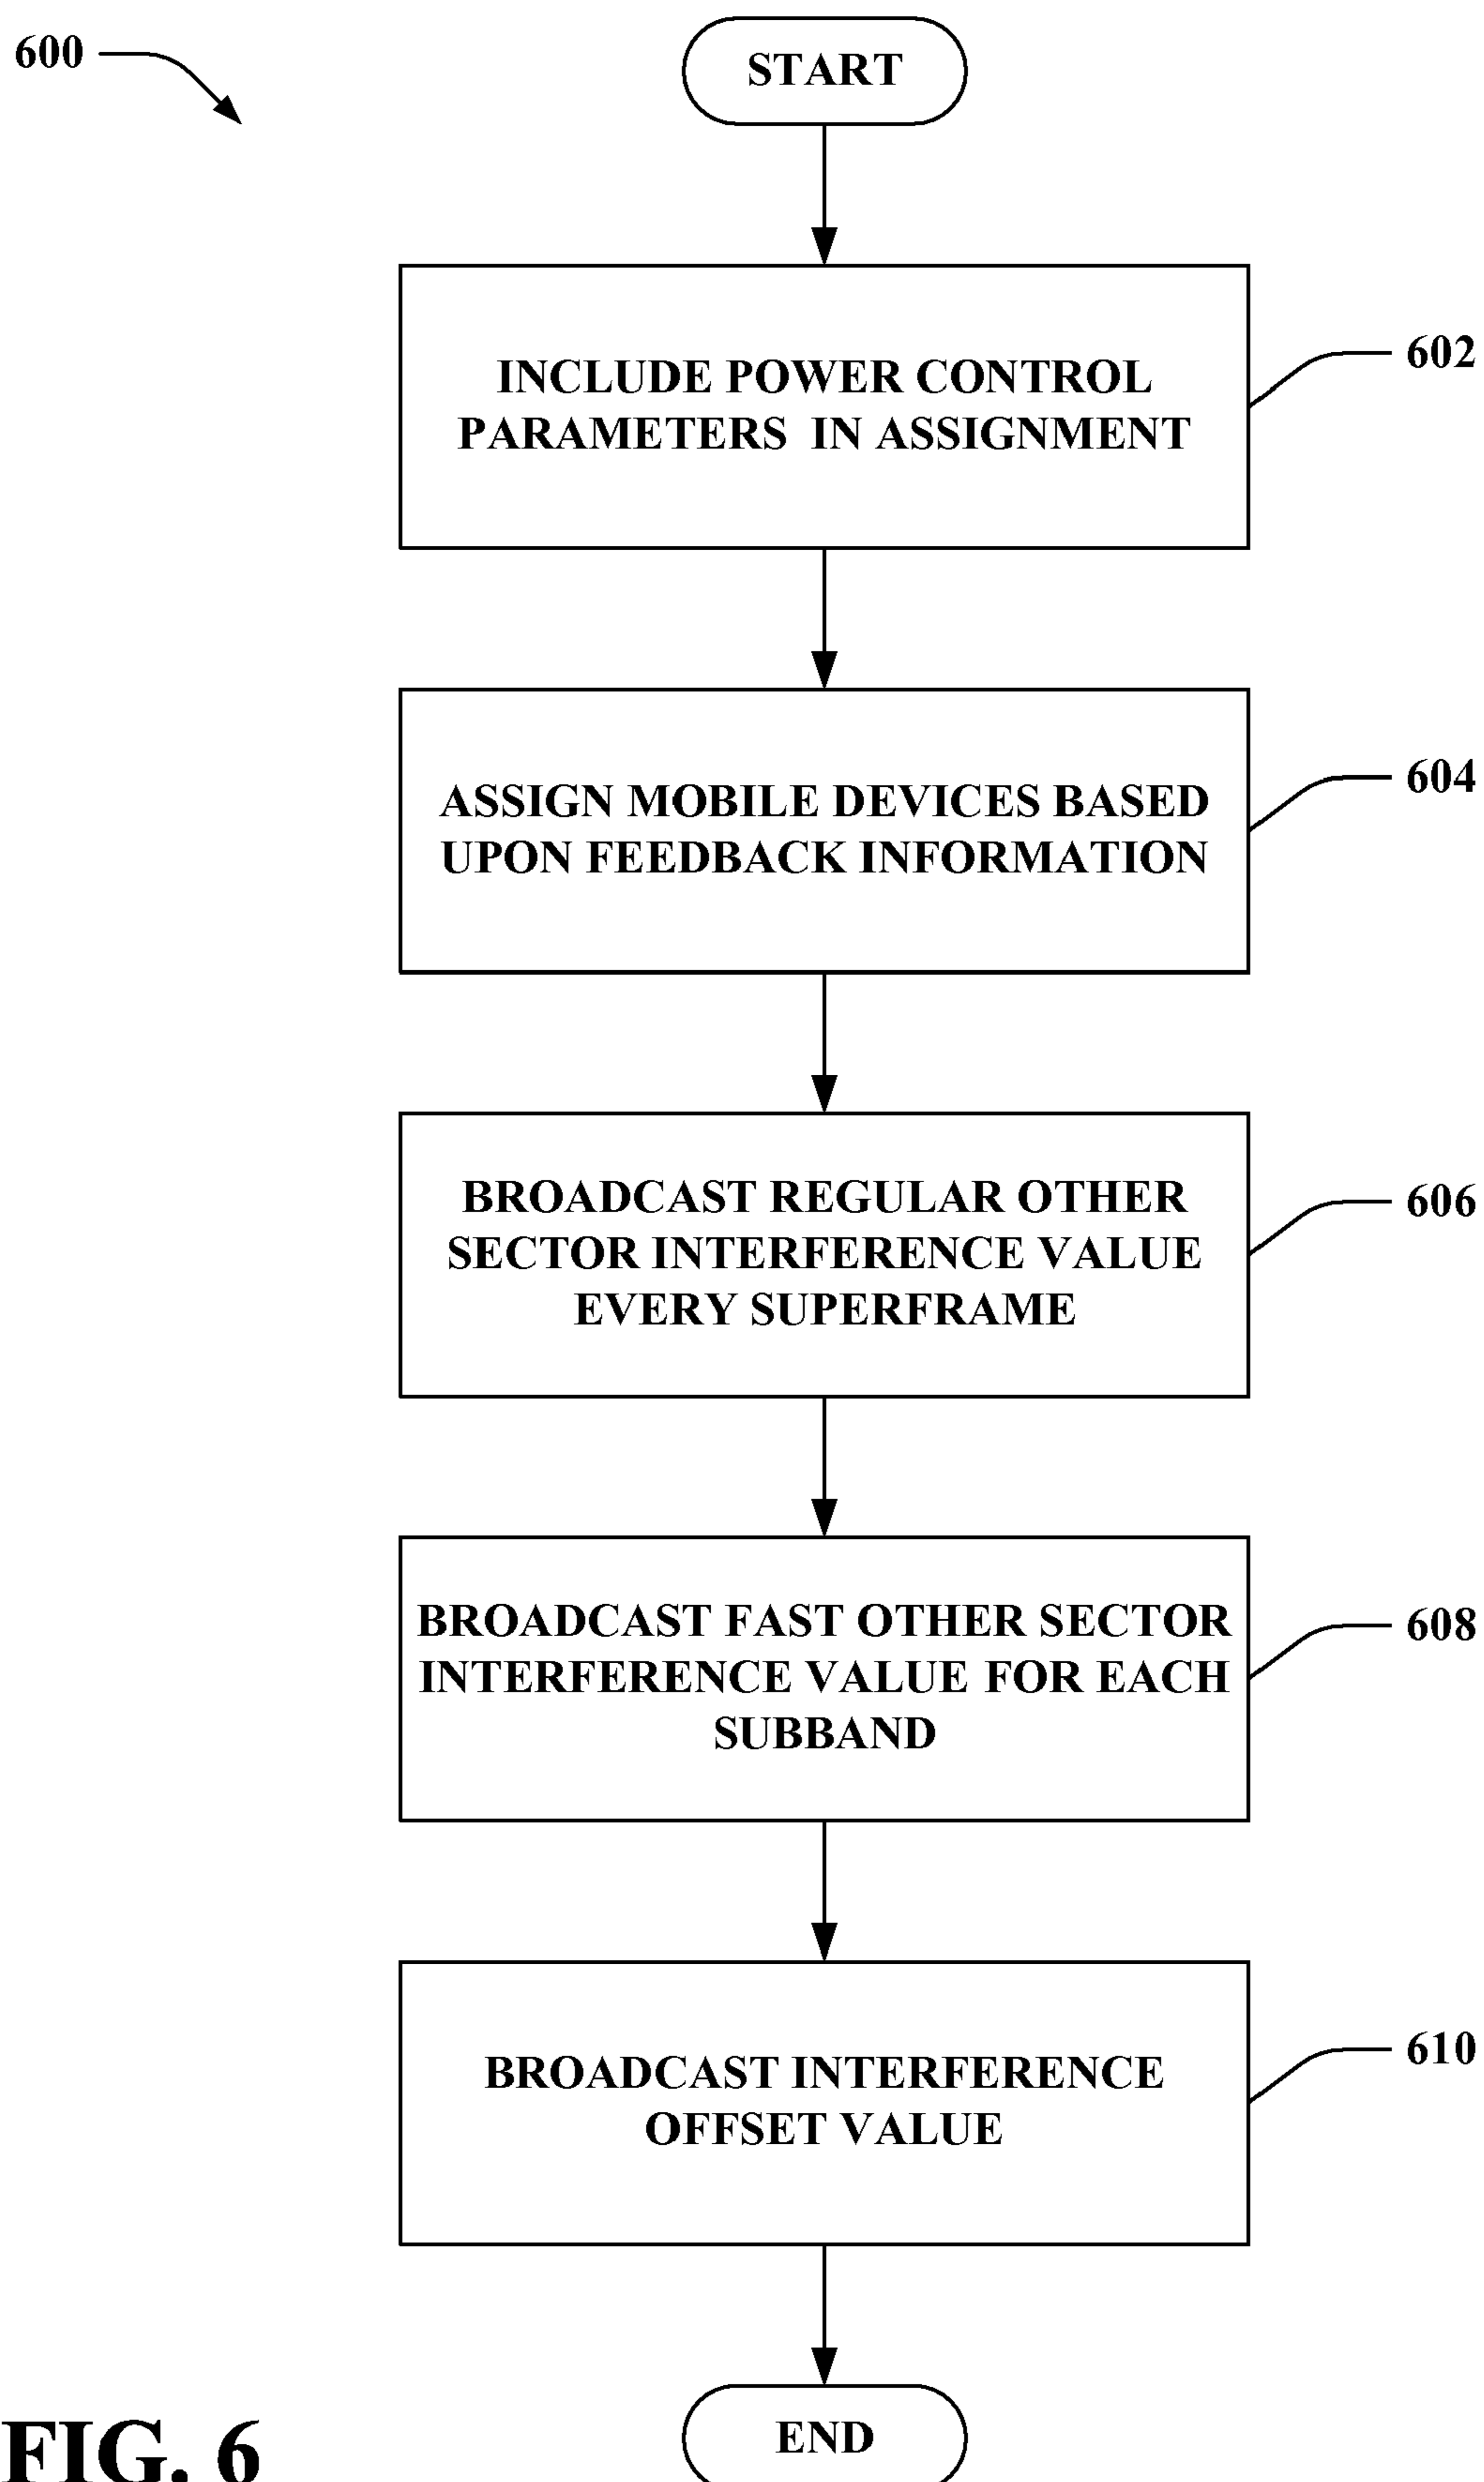 600
START
INCLUDE POWER CONTROL
PARAMETERS IN ASSIGNMENT
602
ASSIGN MOBILE DEVICES BASED
UPON FEEDBACK INFORMATION
604
BROADCAST REGULAR OTHER
SECTOR INTERFERENCE VALUE
EVERY SUPERFRAME
606
BROADCAST FAST OTHER SECTOR
INTERFERENCE VALUE FOR EACH
SUBBAND
608
BROADCAST INTERFERENCE
OFFSET VALUE
610
END
FIG. 6